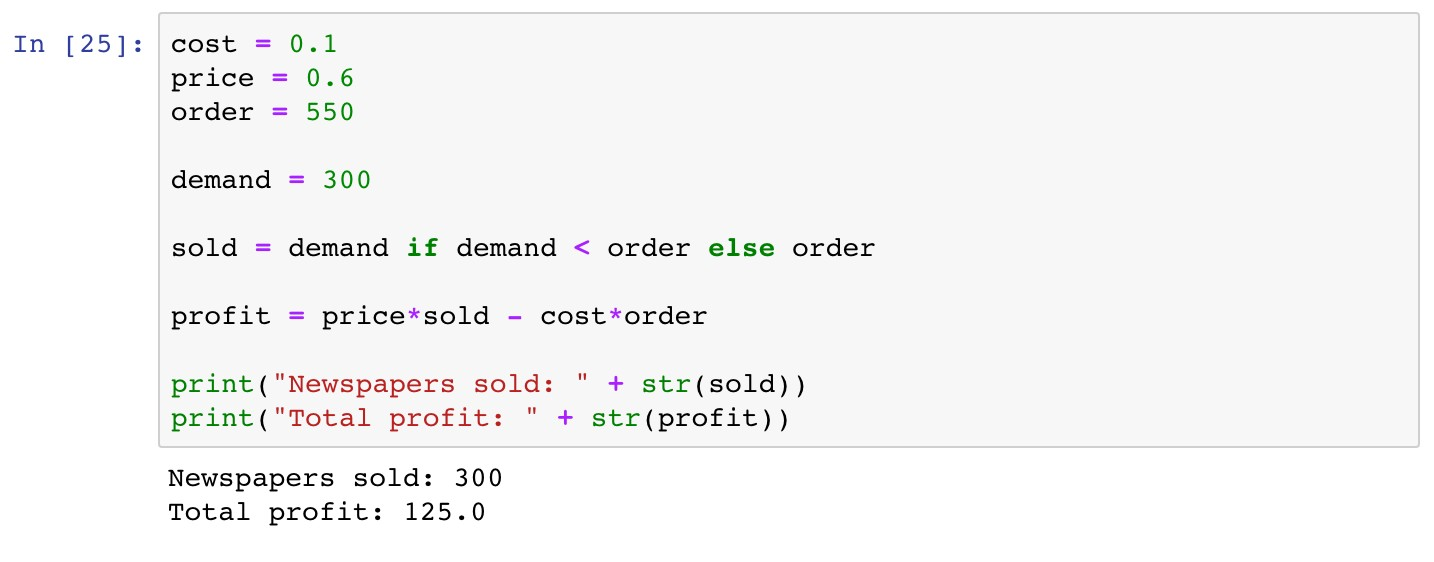 In [25]: cost = 0.1
price = 0.6
order = 550
demand = 300
sold = demand if demand < order else order
profit = price*sold - cost*order
print("Newspapers sold: " + str(sold))
print("Total profit: " + str(profit))
Newspapers sold: 300
Total profit: 125.0